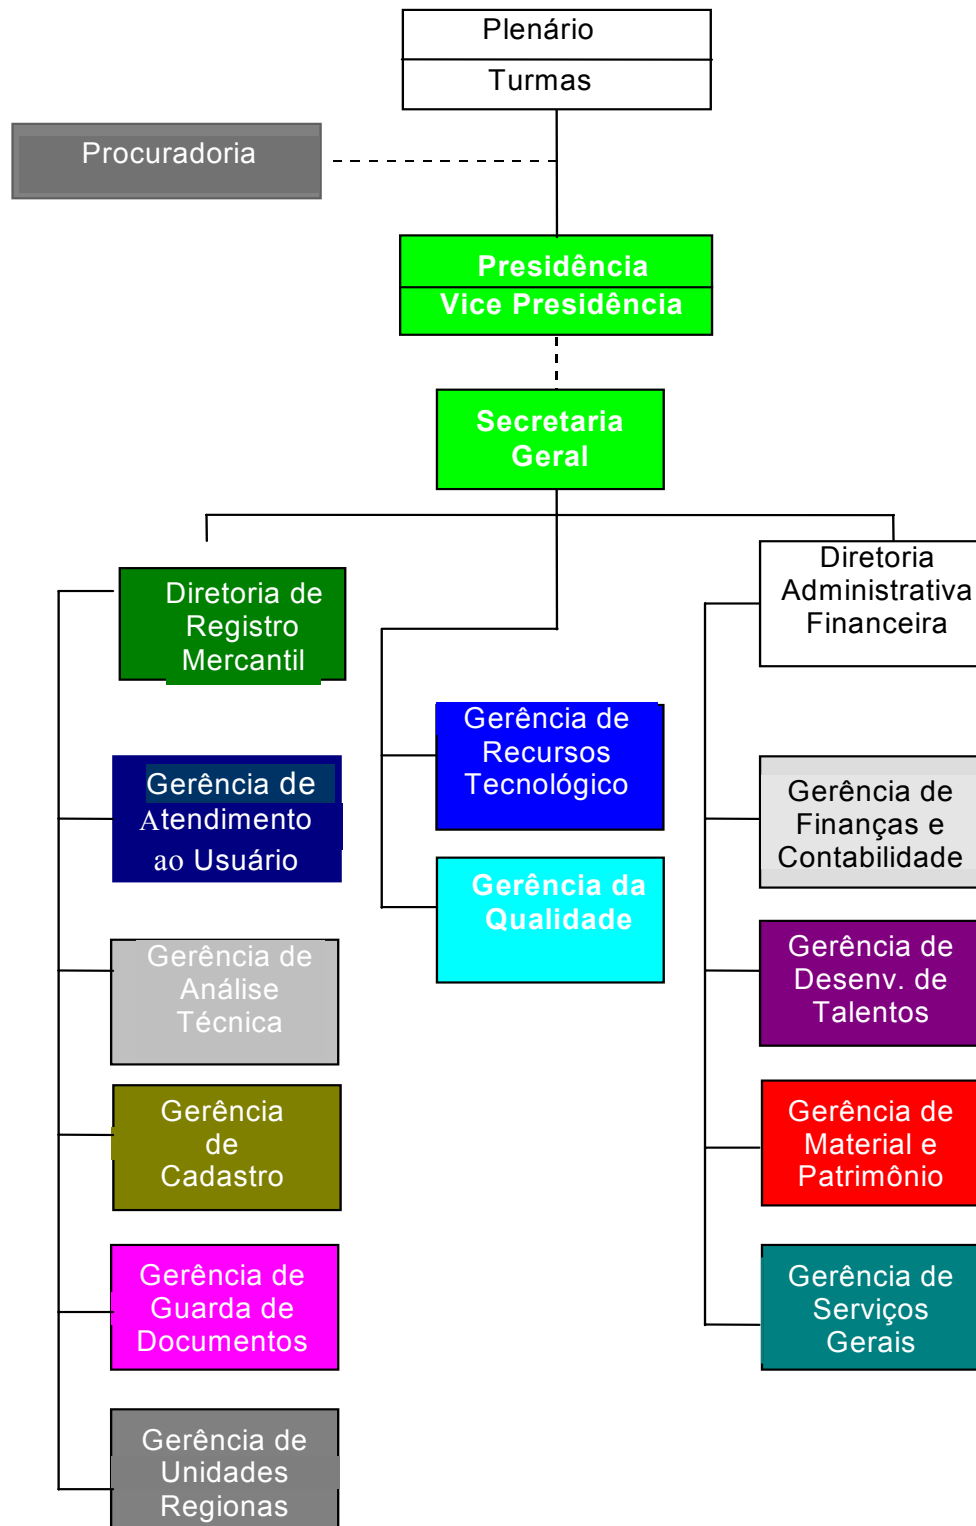 Plenário
Turmas
Procuradoria
Presidência
Vice Presidência
Secretaria
Geral
Diretoria de
Registro
Mercantil
Diretoria
Administrativa
Financeira
Gerência de
Recursos
Tecnológico
Gerência da
Qualidade
Gerência de
Atendimento
ao Usuário
Gerência de
Análise
Técnica
Gerência
de
Cadastro
Gerência de
Guarda de
Documentos
Gerência de
Unidades
Regionas
Gerência de
Finanças e
Contabilidade
Gerência de
Desenv. de
Talentos
Gerência de
Material e
Patrimônio
Gerência de
Serviços
Gerais